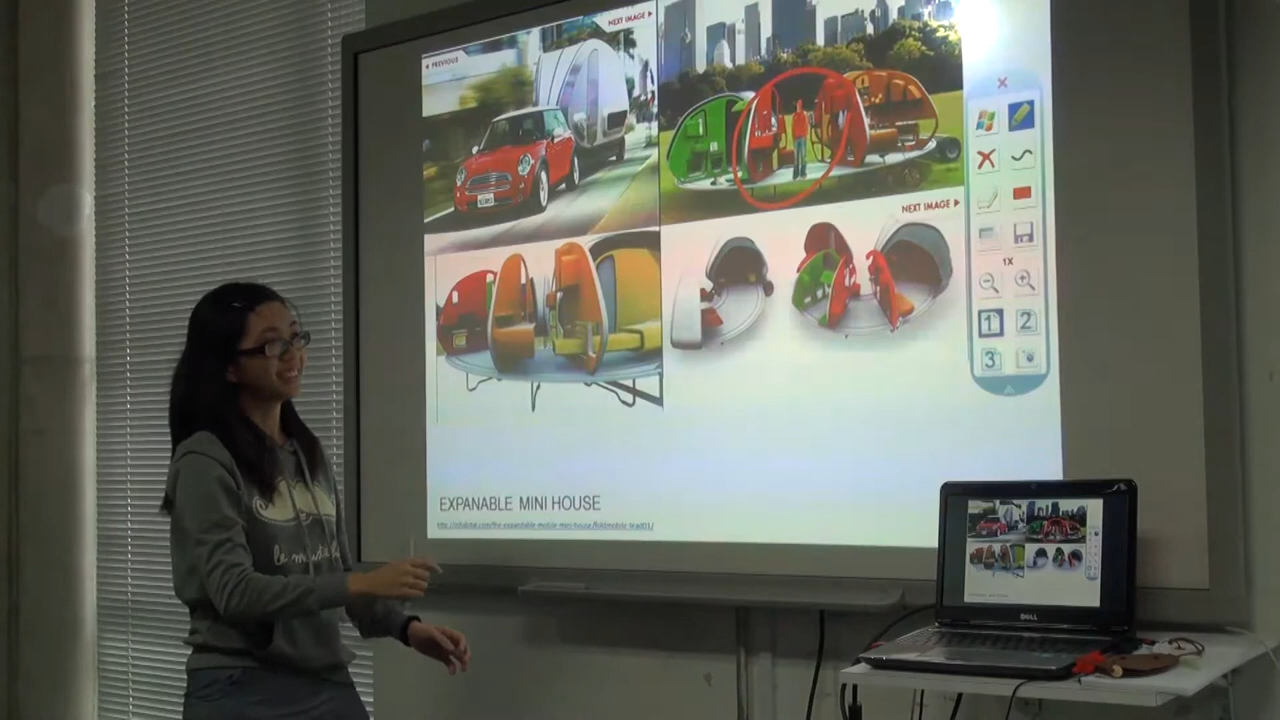 NEXT IMAGE
PREVIOUS
NEXT IMAGE
1X
1
2
3
EXPANABLE MINI HOUSE
DELL